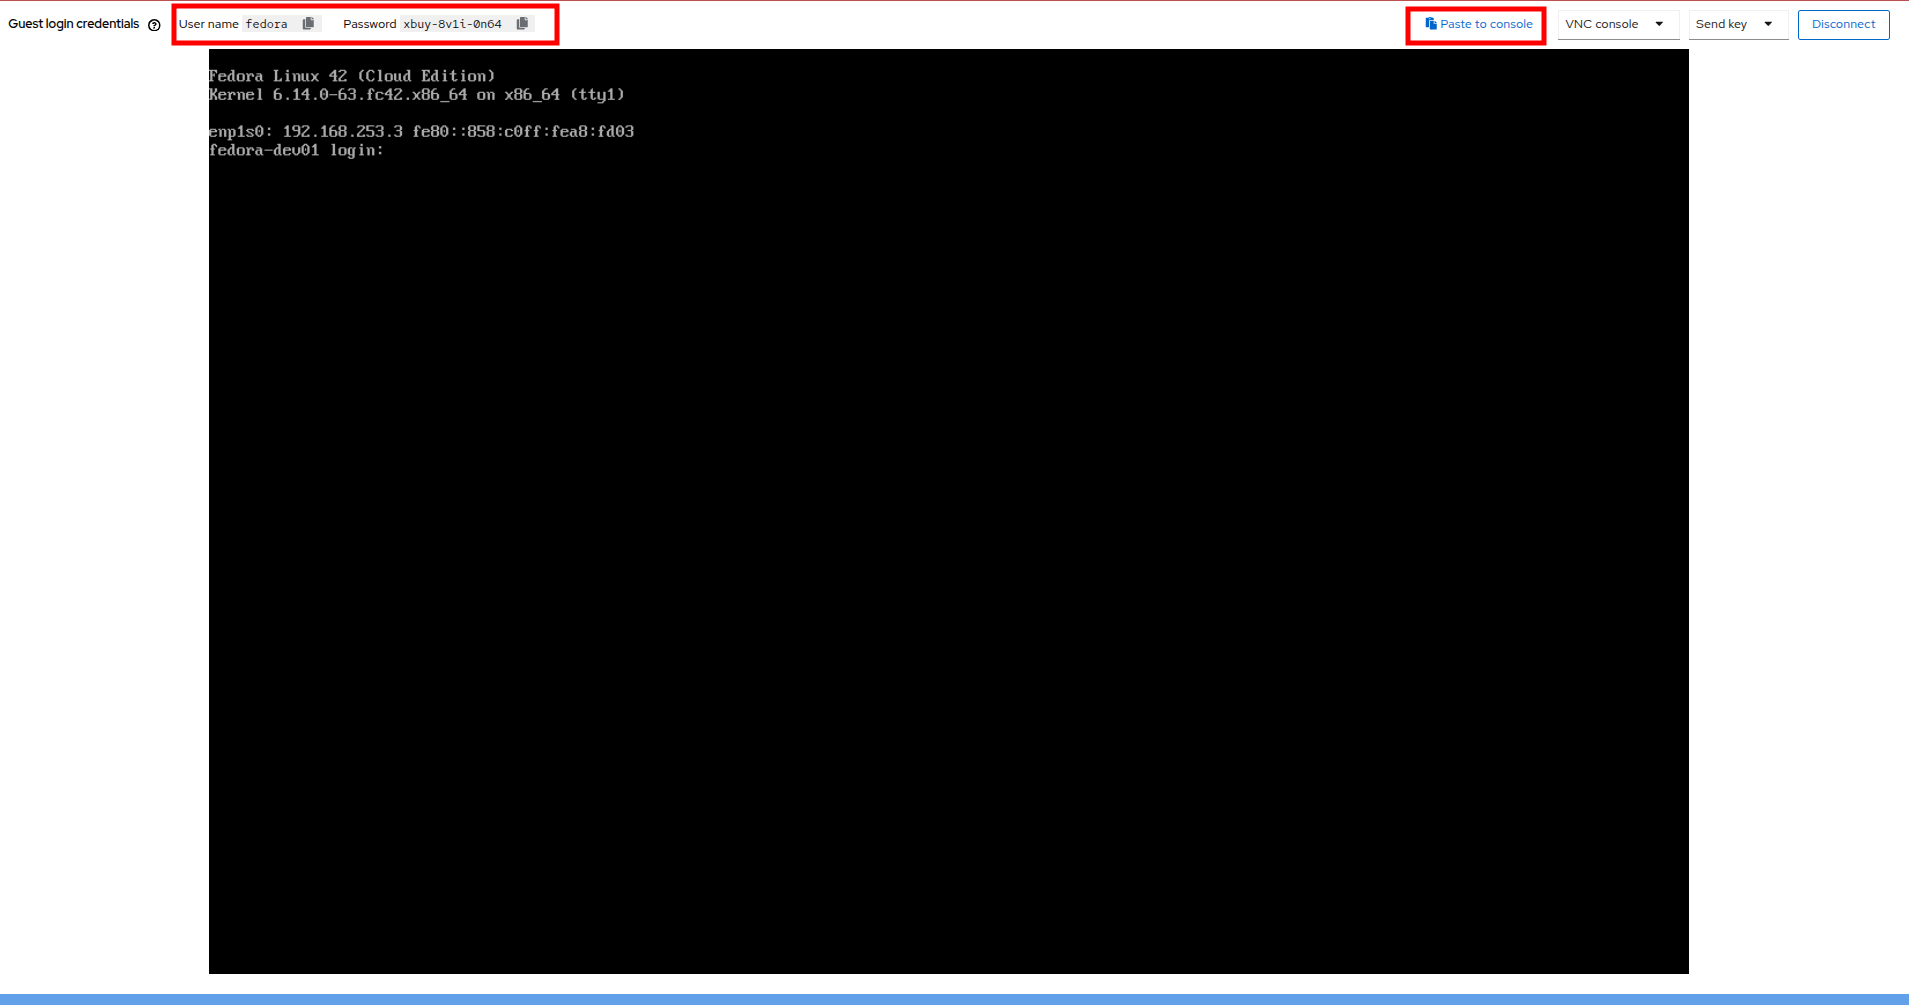 Guest login credentials User name fedora Password xbuy-8v1i-0n64 Paste to console VNC console Send key Disconnect
Fedora Linux 42 (Cloud Edition)
Kernel 6.14.0-63.fc42.x86_64 on x86_64 (tty1)
enp1s0: 192.168.253.3 fe80::858:c0ff:fea8:fd03
fedora-dev01 login: